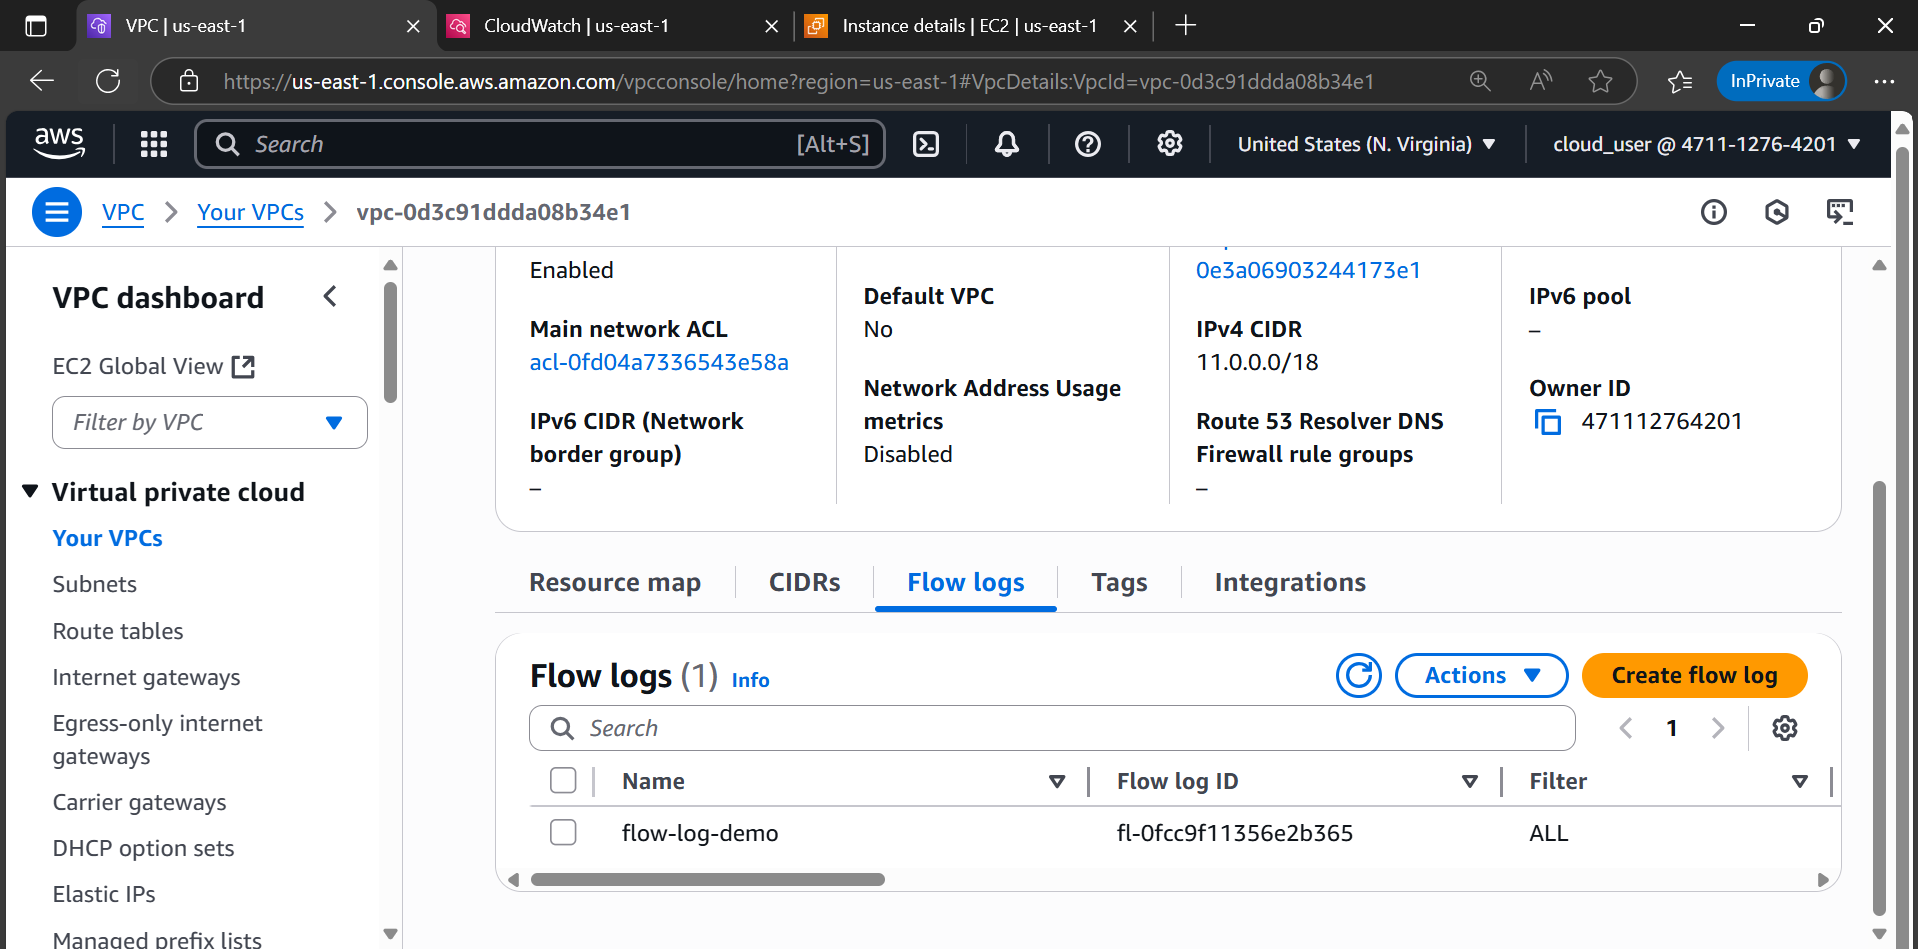 VPC | us-east-1
CloudWatch | us-east-1
Instance details | EC2 | us-east-1
https://us-east-1.console.aws.amazon.com/vpcconsole/home?region=us-east-1#VpcDetails:VpcId=vpc-0d3c91ddda08b34e1
InPrivate
aws
Search
[Alt+S]
United States (N. Virginia)
cloud_user @ 4711-1276-4201
VPC
Your VPCs
vpc-0d3c91ddda08b34e1
VPC dashboard
EC2 Global View
Filter by VPC
Virtual private cloud
Your VPCs
Subnets
Route tables
Internet gateways
Egress-only internet
gateways
Carrier gateways
DHCP option sets
Elastic IPs
Managed prefix lists
Enabled
Main network ACL
acl-0fd04a7336543e58a
IPv6 CIDR (Network
border group)
–
Default VPC
No
Network Address Usage
metrics
Disabled
0e3a06903244173e1
IPv4 CIDR
11.0.0.0/18
Route 53 Resolver DNS
Firewall rule groups
–
IPv6 pool
–
Owner ID
471112764201
Resource map
CIDRs
Flow logs
Tags
Integrations
Flow logs (1) Info
Actions
Create flow log
Search
1
Name
Flow log ID
Filter
flow-log-demo
fl-0fcc9f11356e2b365
ALL